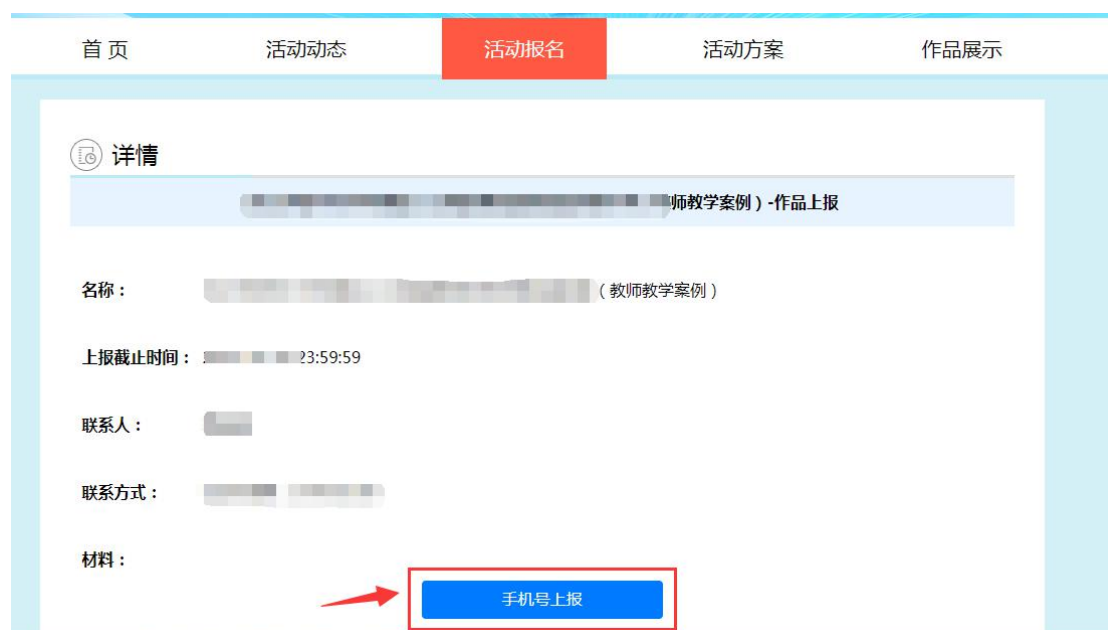 首 页 活动动态 活动报名 活动方案 作品展示
详情
师教学案例）-作品上报
名称： （教师教学案例）
上报截止时间： 23:59:59
联系人：
联系方式：
材料：
手机号上报